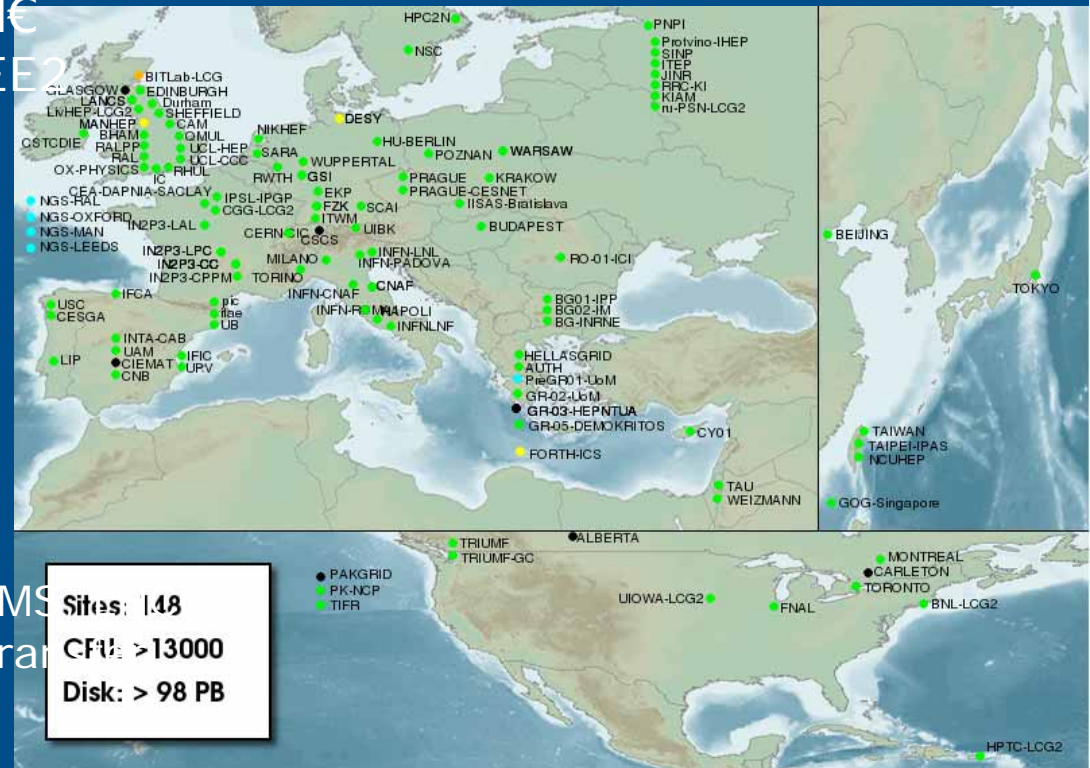 €
EE2
HPC2N
NSC
PNPI
Protvino-IHEP
SINP
ITEP
JINR
RRC-KI
KIAM
ru-PSN-LCG2
BITLab-LCG
GLASGOW
EDINBURGH
LANCS
Durham
LivHEP-LCG2
SHEFFIELD
MANHEP
CAM
CSTCDIE
BHAM
QMUL
RALPP
UCL-HEP
RAL
UCL-CCC
OX-PHYSICS
IC
RHUL
NIKHEF
SARA
DESY
HU-BERLIN
POZNAN
WARSAW
WUPPERTAL
RWTH
GSI
PRAGUE
KRAKOW
PRAGUE-CESNET
CEA-DAPNIA-SACLAY
IPSL-IPGP
CGG-LCG2
EKP
FZK
SCAI
ITWM
IISAS-Bratislava
NGS-RAL
NGS-OXFORD
NGS-MAN
NGS-LEEDS
IN2P3-LAL
CERN-CIC
CSCS
UIBK
BUDAPEST
IN2P3-LPC
IN2P3-CC
IN2P3-CPPM
MILANO
TORINO
INFN-LNL
INFN-PADOVA
RO-01-ICI
INFN-CNAF
CNAF
INFN-ROMA
NAPOLI
INFNLNF
IFCA
USC
CESGA
pic
ifae
UB
INTA-CAB
UAM
CIEMAT
CNB
LIP
IFIC
UPV
BG01-IPP
BG02-IM
BG-INRNE
HELLASGRID
AUTH
PreGR01-UoM
GR-02-UoM
GR-03-HEPNTUA
GR-05-DEMOKRITOS
FORTH-ICS
CY01
TAU
WEIZMANN
BEIJING
TOKYO
TAIWAN
TAIPEI-IPAS
NCUHEP
GOG-Singapore
TRIUMF
TRIUMF-GC
ALBERTA
MONTREAL
CARLETON
TORONTO
UIOWA-LCG2
FNAL
BNL-LCG2
HPTC-LCG2
PAKGRID
PK-NCP
TIFR
MS
Sites: 148
CPU: >13000
Disk: > 98 PB